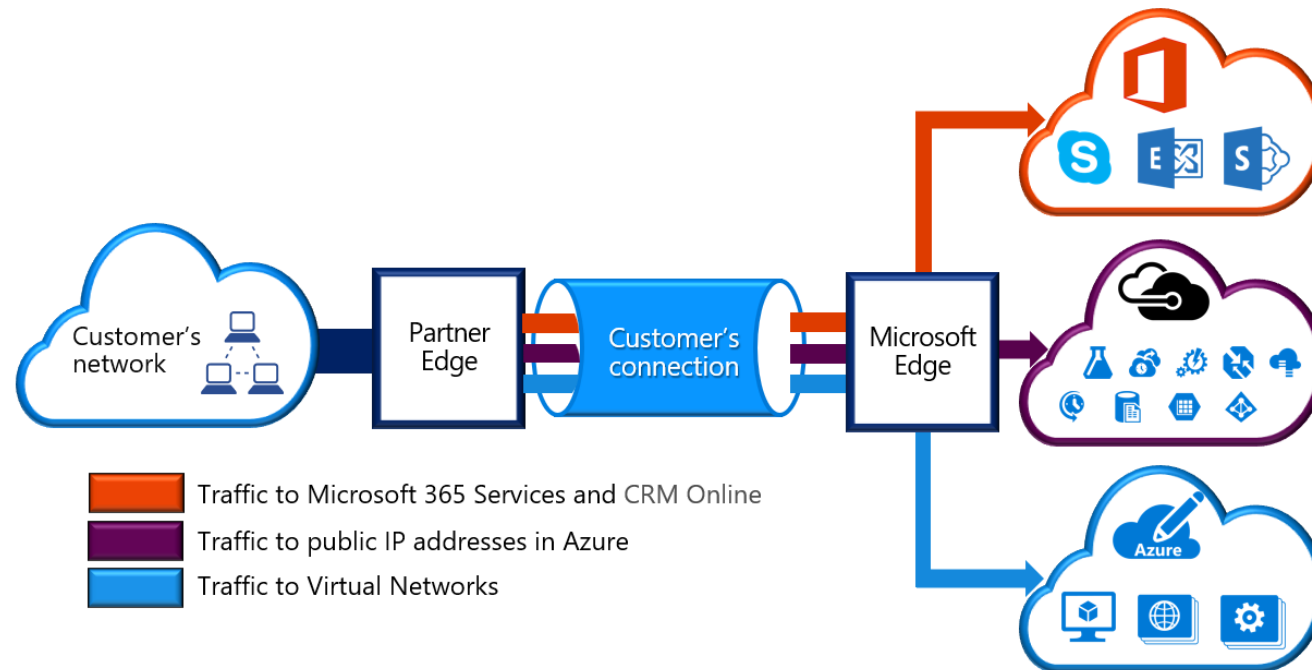 Customer's
network
Partner
Edge
Customer's
connection
Microsoft
Edge
S
E
S
Azure
Traffic to Microsoft 365 Services and CRM Online
Traffic to public IP addresses in Azure
Traffic to Virtual Networks